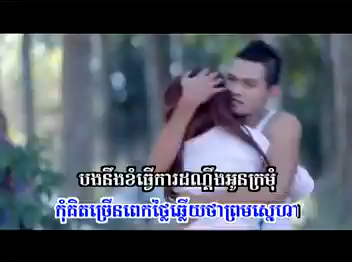 បងនឹងខំធ្វើការដណ្ដឹងអូនក្រមុំ
កុំគិតច្រើនពេកថ្លៃឆ្លើយថាព្រមស្នេហា